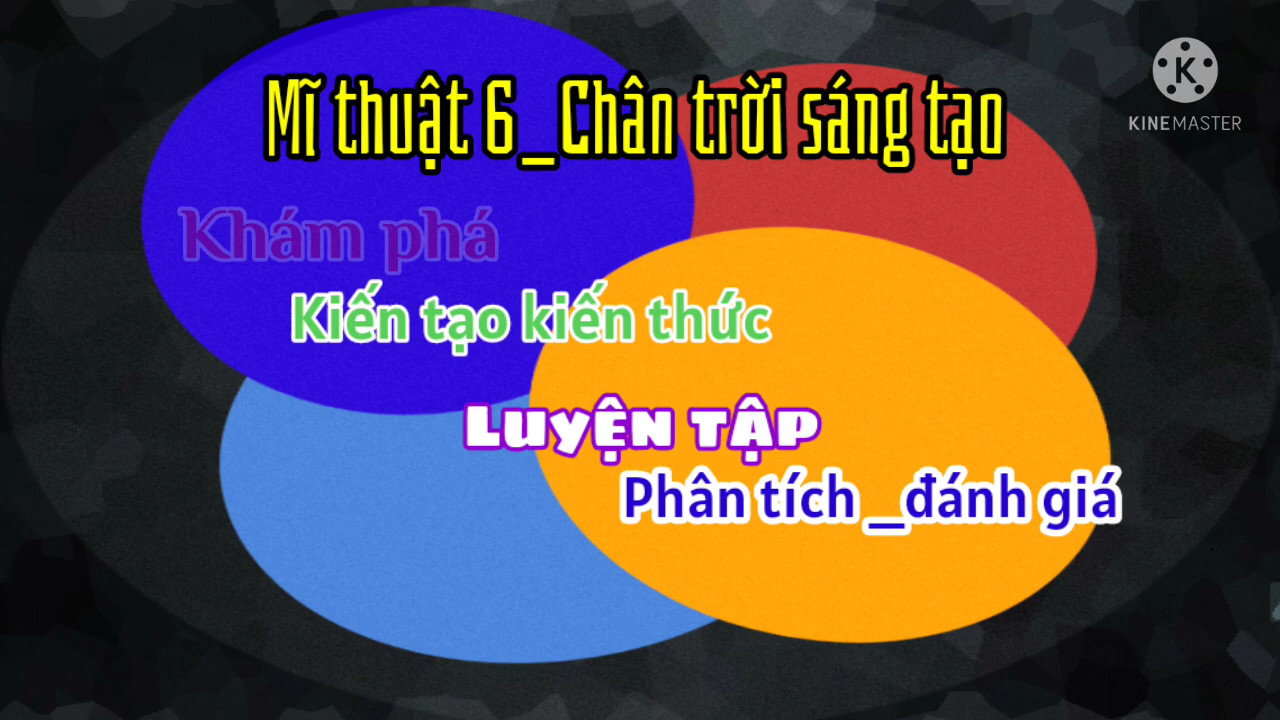 Mĩ thuật 6_Chân trời sáng tạo
KINEMASTER
Khám phá
Kiến tạo kiến thức
Luyện tập
Phân tích _đánh giá